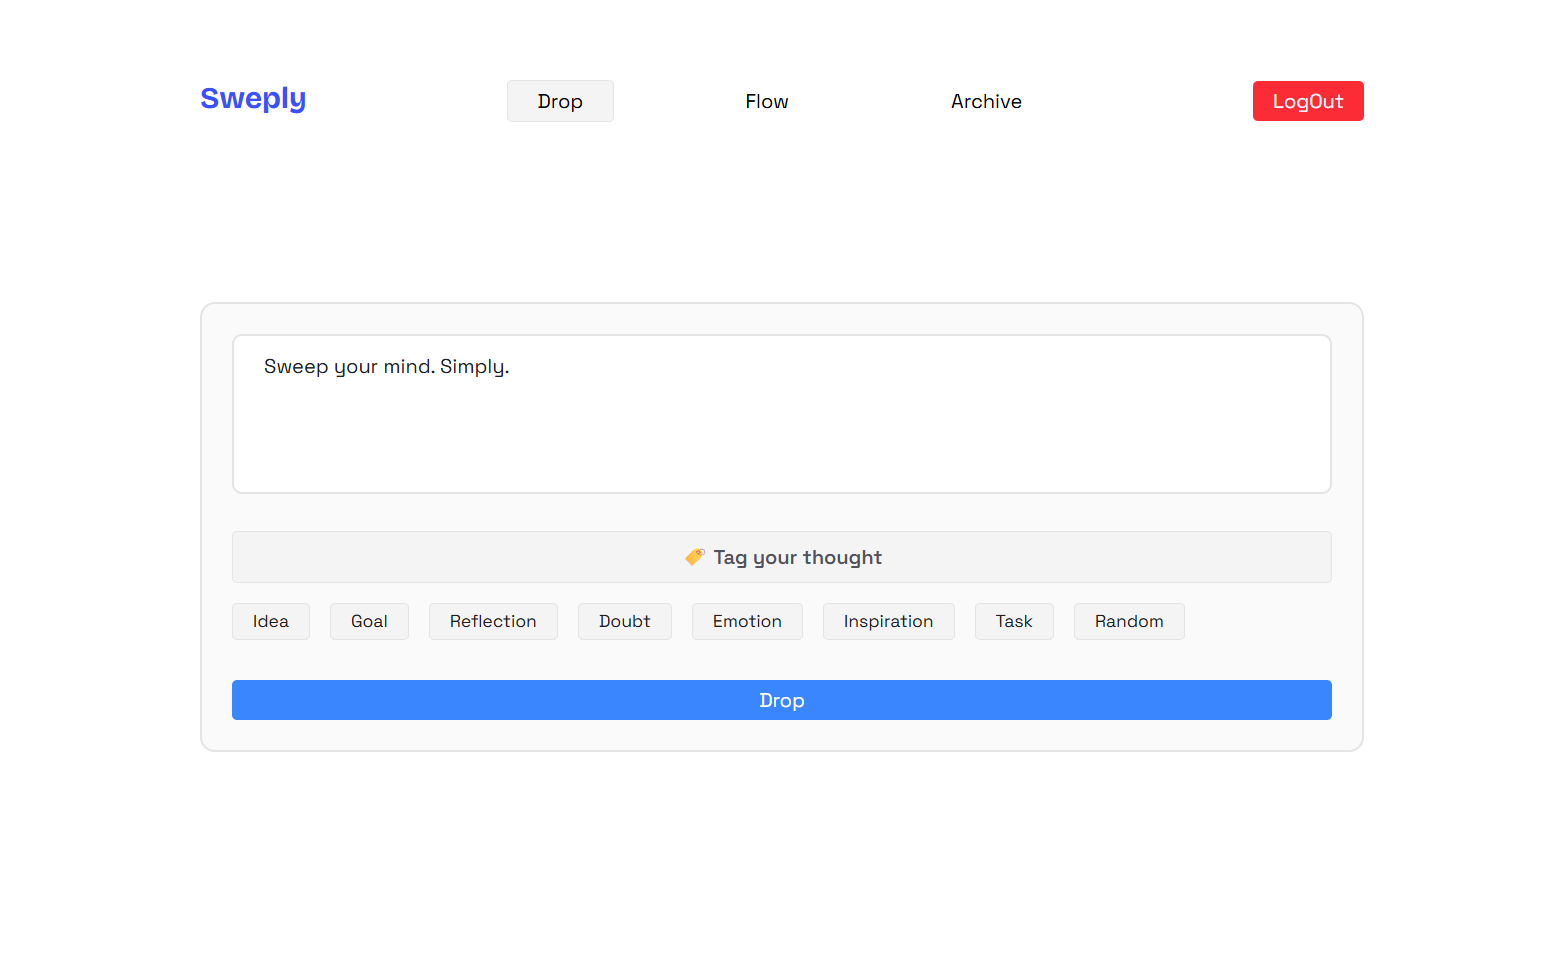 Sweply
Drop
Flow
Archive
LogOut
Sweep your mind. Simply.
Tag your thought
Idea
Goal
Reflection
Doubt
Emotion
Inspiration
Task
Random
Drop